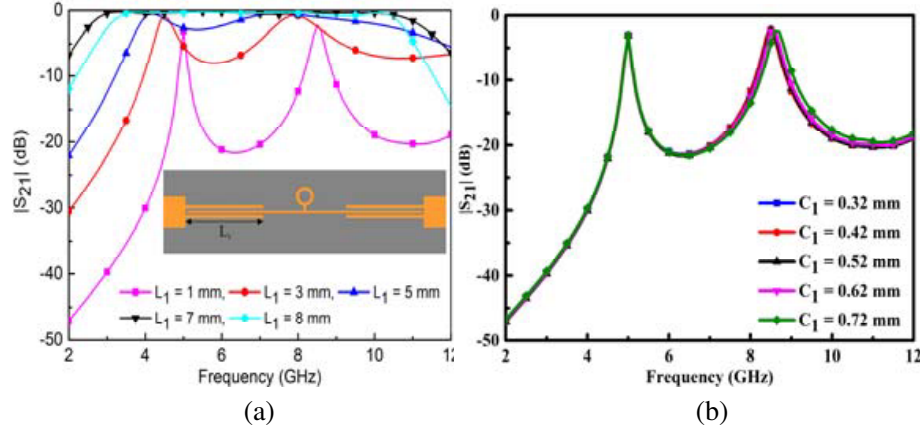 0
-10
-20
-30
-40
-50
|S21| (dB)
L1
L1 = 1 mm, L1 = 3 mm, L1 = 5 mm
L1 = 7 mm, L1 = 8 mm
2 4 6 8 10 12
Frequency (GHz)
(a)
0
-10
-20
-30
-40
-50
|S21| (dB)
C1 = 0.32 mm
C1 = 0.42 mm
C1 = 0.52 mm
C1 = 0.62 mm
C1 = 0.72 mm
2 4 6 8 10 12
Frequency (GHz)
(b)